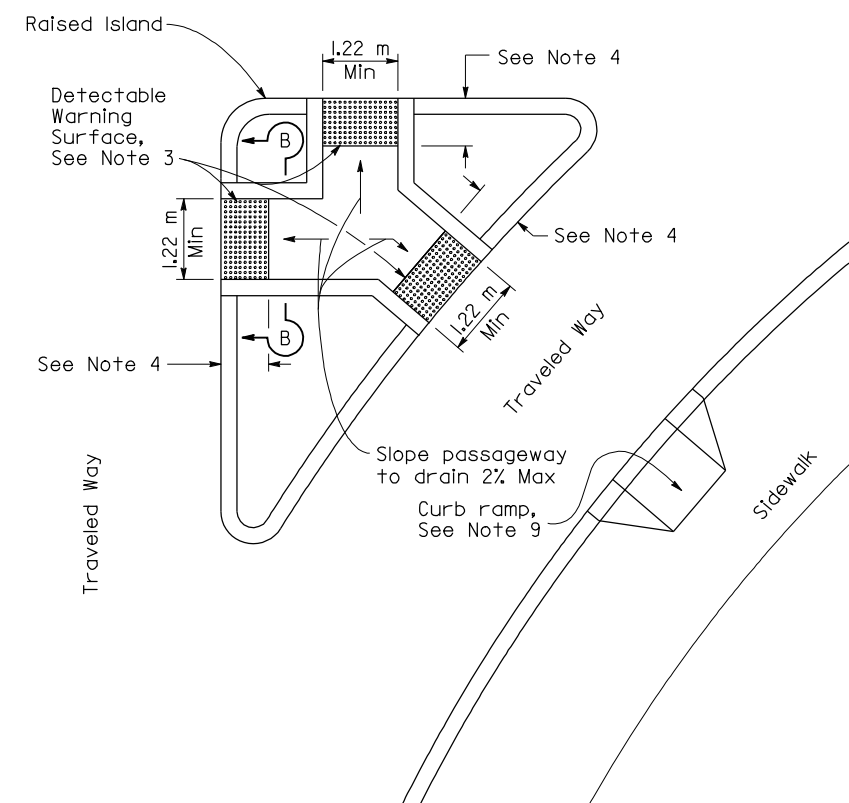 Raised Island
1.22 m
Min
See Note 4
Detectable
Warning
Surface,
See Note 3
B
1.22 m
Min
See Note 4
1.22 m
Min
B
See Note 4
Traveled Way
Slope passageway
to drain 2% Max
Curb ramp,
See Note 9
Sidewalk
Traveled Way